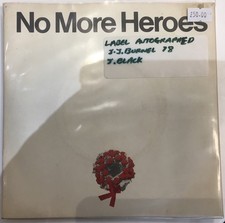 No More Heroes
LABEL AUTOGRAPHED
J.J. BURNEL 78
J. BLACK